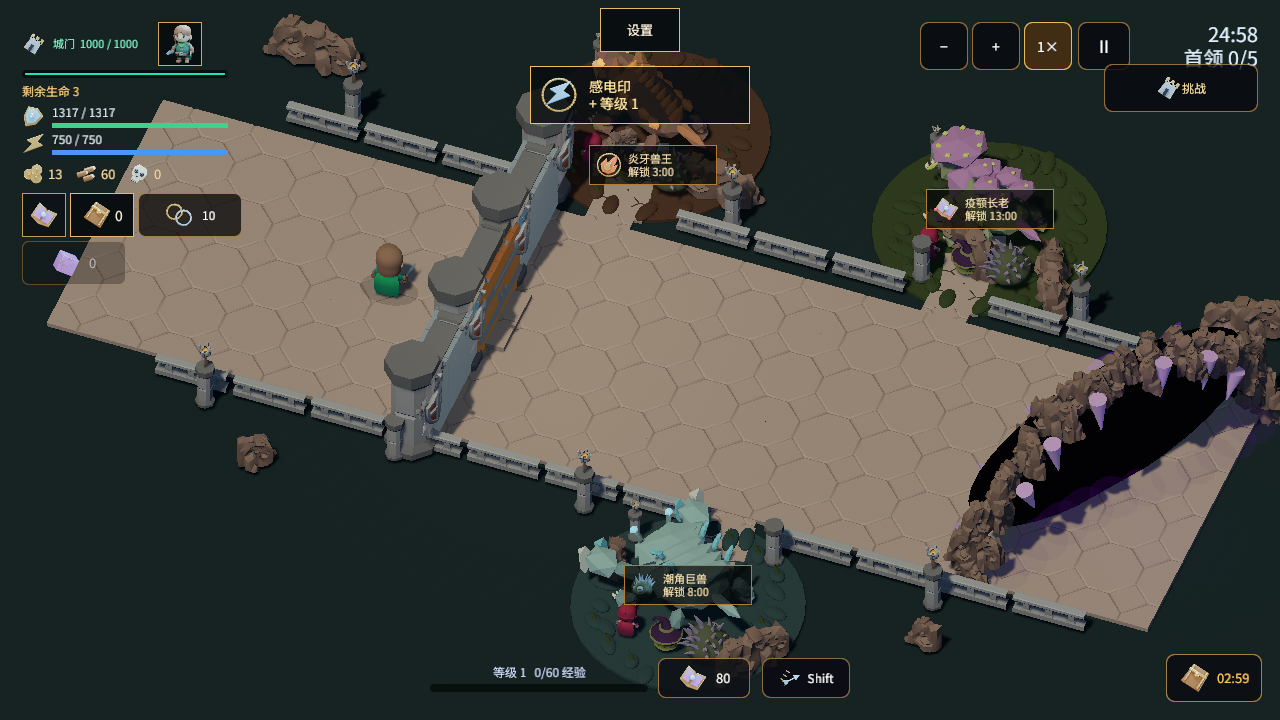 城门 1000 / 1000
剩余生命 3
1317 / 1317
750 / 750
13
60
0
0
10
0
设置
感电印
+ 等级 1
炎牙兽王
解锁 3:00
疫颚长老
解锁 13:00
潮角巨兽
解锁 8:00
−
+
1×
24:58
首领 0/5
挑战
等级 1 0/60 经验
80
Shift
02:59